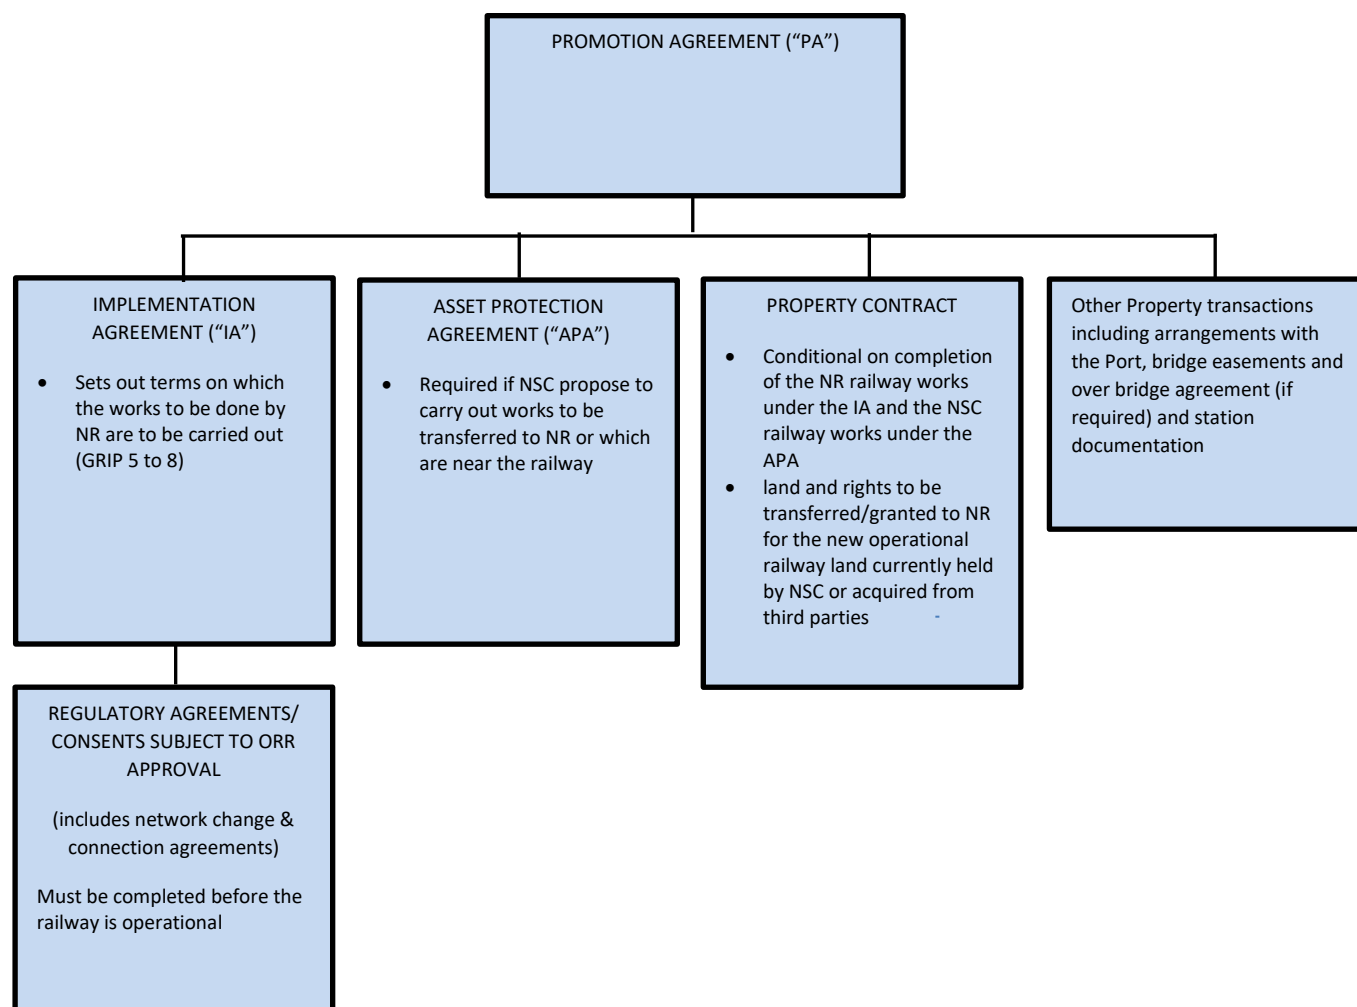 PROMOTION AGREEMENT (“PA”)
IMPLEMENTATION
AGREEMENT (“IA”)
• Sets out terms on which
the works to be done by
NR are to be carried out
(GRIP 5 to 8)
ASSET PROTECTION
AGREEMENT (“APA”)
• Required if NSC propose to
carry out works to be
transferred to NR or which
are near the railway
PROPERTY CONTRACT
• Conditional on completion
of the NR railway works
under the IA and the NSC
railway works under the
APA
• land and rights to be
transferred/granted to NR
for the new operational
railway land currently held
by NSC or acquired from
third parties -
Other Property transactions
including arrangements with
the Port, bridge easements and
over bridge agreement (if
required) and station
documentation
REGULATORY AGREEMENTS/
CONSENTS SUBJECT TO ORR
APPROVAL
(includes network change &
connection agreements)
Must be completed before the
railway is operational